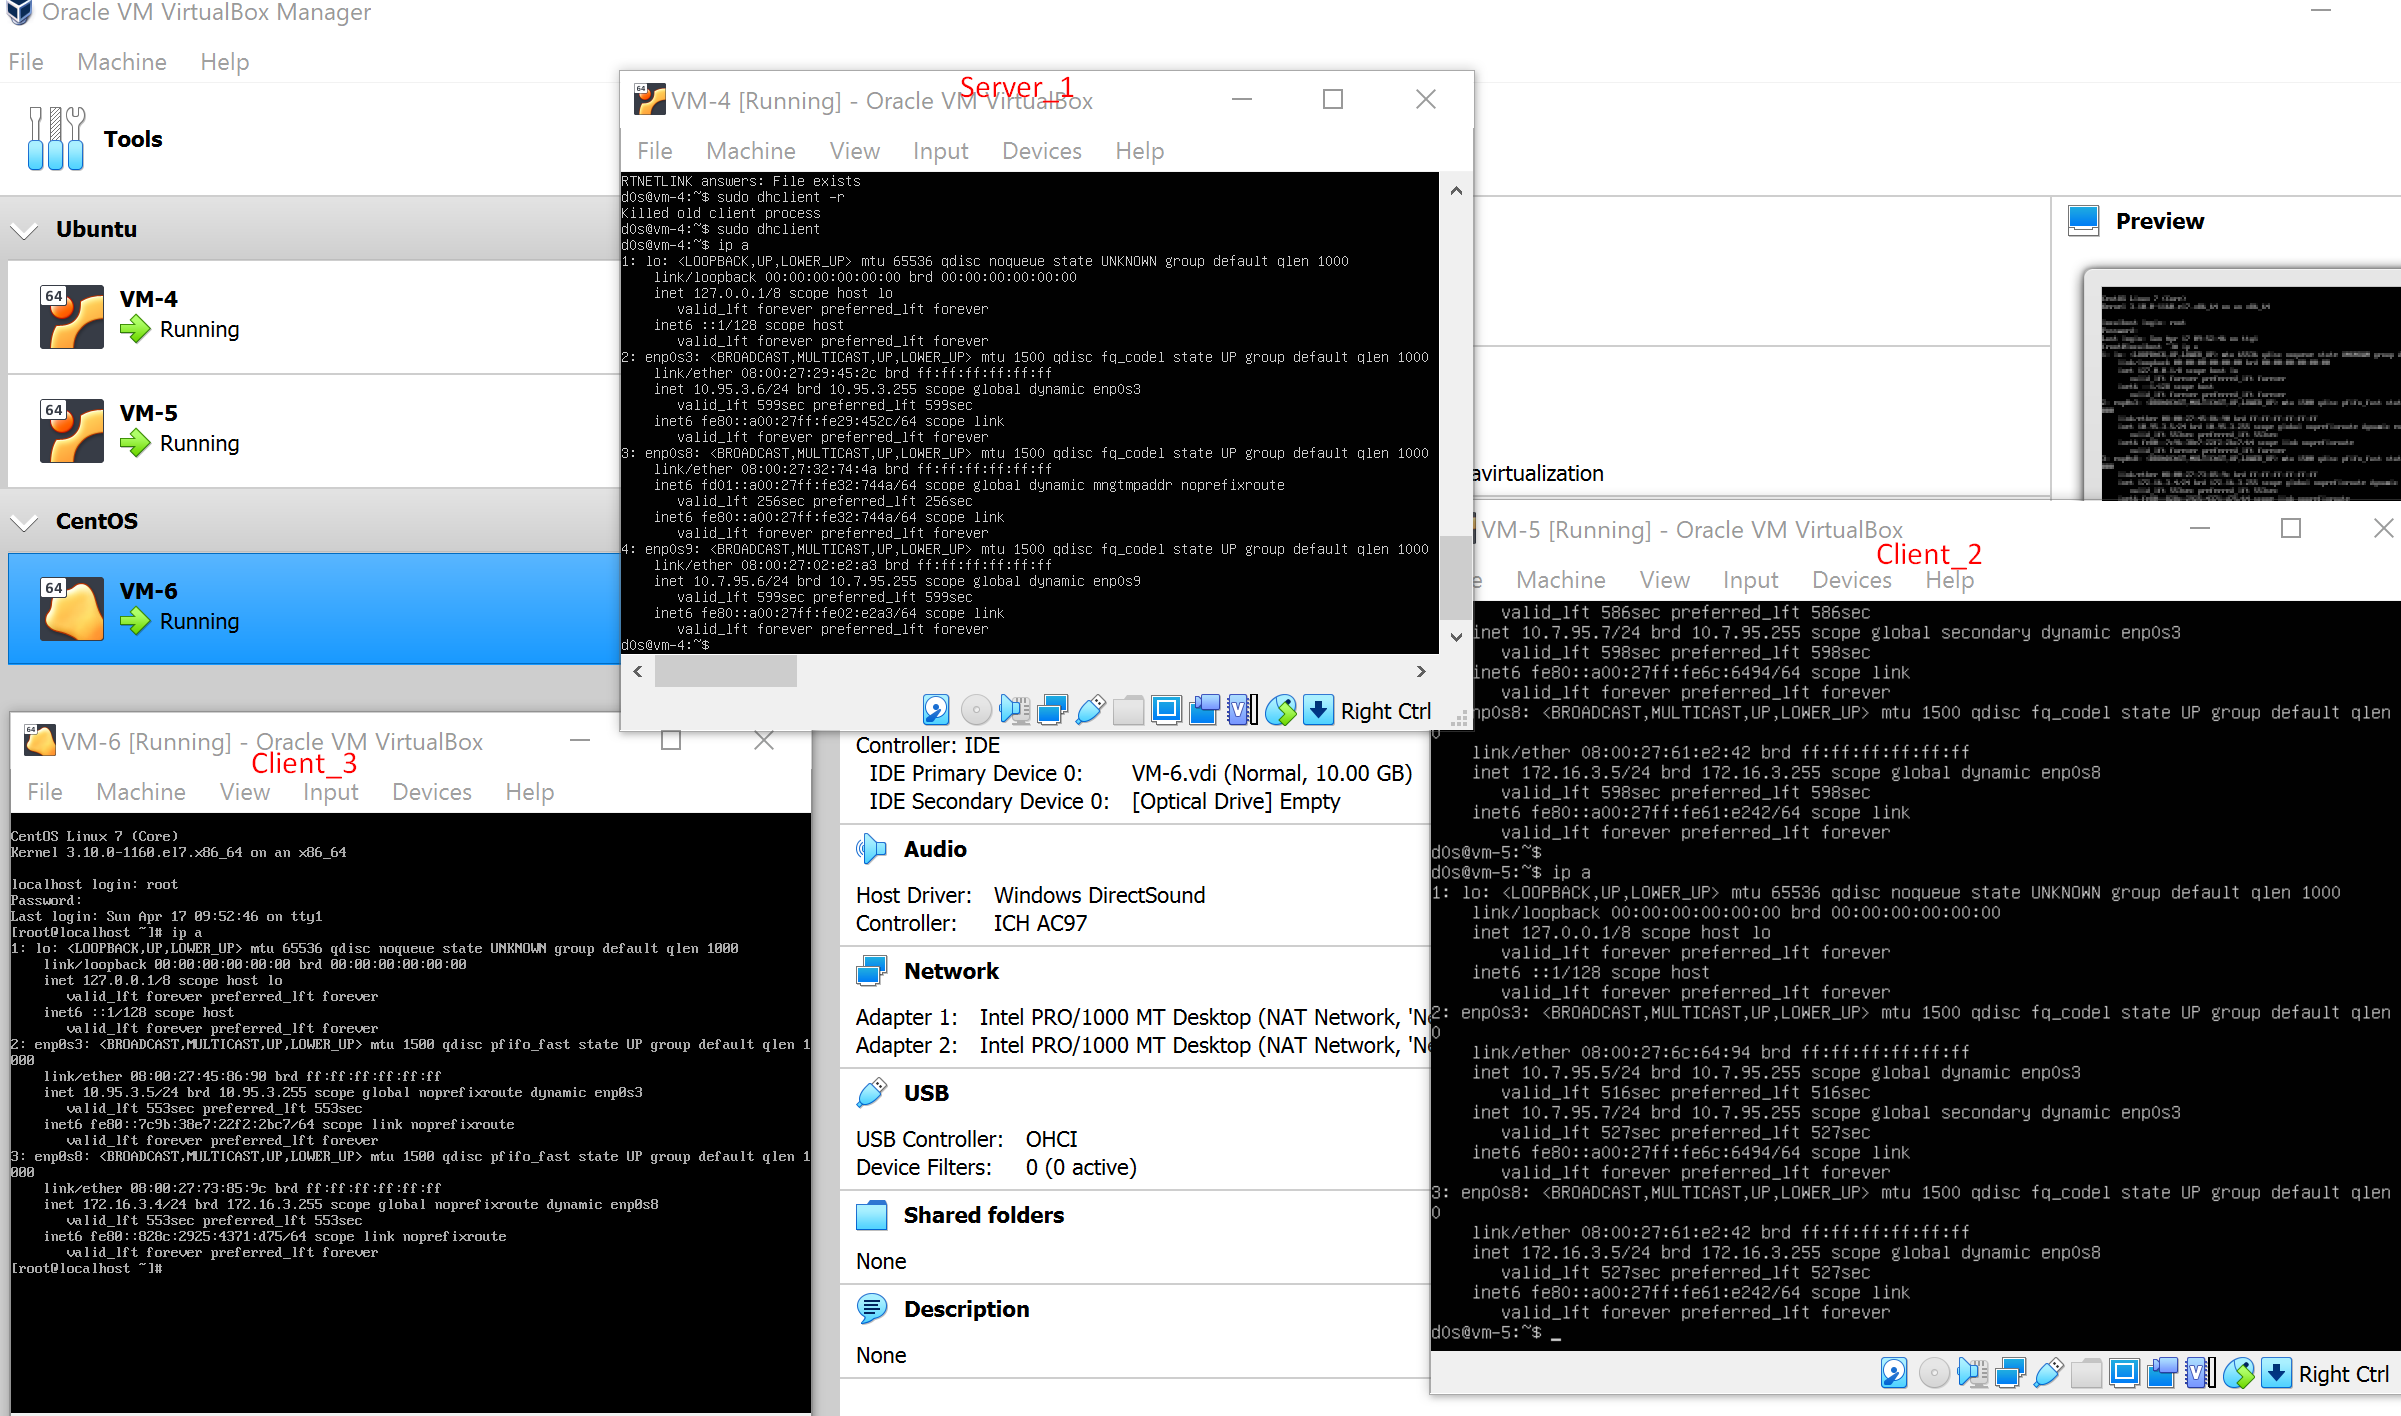 Oracle VM VirtualBox Manager
File Machine Help
Tools
Ubuntu
64
VM-4
Running
64
VM-5
Running
CentOS
64
VM-6
Running
Server_1
64
VM-4 [Running] - Oracle VM VirtualBox
File Machine View Input Devices Help
RTNETLINK answers: File exists
d0s@vm-4:~$ sudo dhclient -r
Killed old client process
d0s@vm-4:~$ sudo dhclient
d0s@vm-4:~$ ip a
1: lo: <LOOPBACK,UP,LOWER_UP> mtu 65536 qdisc noqueue state UNKNOWN group default qlen 1000
link/loopback 00:00:00:00:00:00 brd 00:00:00:00:00:00
inet 127.0.0.1/8 scope host lo
valid_lft forever preferred_lft forever
inet6 ::1/128 scope host
valid_lft forever preferred_lft forever
2: enp0s3: <BROADCAST,MULTICAST,UP,LOWER_UP> mtu 1500 qdisc fq_codel state UP group default qlen 1000
link/ether 08:00:27:29:45:2c brd ff:ff:ff:ff:ff:ff
inet 10.95.3.6/24 brd 10.95.3.255 scope global dynamic enp0s3
valid_lft 599sec preferred_lft 599sec
inet6 fe80::a00:27ff:fe29:452c/64 scope link
valid_lft forever preferred_lft forever
3: enp0s8: <BROADCAST,MULTICAST,UP,LOWER_UP> mtu 1500 qdisc fq_codel state UP group default qlen 1000
link/ether 08:00:27:32:74:4a brd ff:ff:ff:ff:ff:ff
inet6 fd01::a00:27ff:fe32:744a/64 scope global dynamic mngtmpaddr noprefixroute
valid_lft 256sec preferred_lft 256sec
inet6 fe80::a00:27ff:fe32:744a/64 scope link
valid_lft forever preferred_lft forever
4: enp0s9: <BROADCAST,MULTICAST,UP,LOWER_UP> mtu 1500 qdisc fq_codel state UP group default qlen 1000
link/ether 08:00:27:02:e2:a3 brd ff:ff:ff:ff:ff:ff
inet 10.7.95.6/24 brd 10.7.95.255 scope global dynamic enp0s9
valid_lft 599sec preferred_lft 599sec
inet6 fe80::a00:27ff:fe02:e2a3/64 scope link
valid_lft forever preferred_lft forever
d0s@vm-4:~$
Right Ctrl
Preview
avirtualization
VM-5 [Running] - Oracle VM VirtualBox
Client_2
e Machine View Input Devices Help
valid_lft 586sec preferred_lft 586sec
inet 10.7.95.7/24 brd 10.7.95.255 scope global secondary dynamic enp0s3
valid_lft 598sec preferred_lft 598sec
inet6 fe80::a00:27ff:fe6c:6494/64 scope link
valid_lft forever preferred_lft forever
np0s8: <BROADCAST,MULTICAST,UP,LOWER_UP> mtu 1500 qdisc fq_codel state UP group default qlen
0
link/ether 08:00:27:61:e2:42 brd ff:ff:ff:ff:ff:ff
inet 172.16.3.5/24 brd 172.16.3.255 scope global dynamic enp0s8
valid_lft 598sec preferred_lft 598sec
inet6 fe80::a00:27ff:fe61:e242/64 scope link
valid_lft forever preferred_lft forever
d0s@vm-5:~$
d0s@vm-5:~$ ip a
1: lo: <LOOPBACK,UP,LOWER_UP> mtu 65536 qdisc noqueue state UNKNOWN group default qlen 1000
link/loopback 00:00:00:00:00:00 brd 00:00:00:00:00:00
inet 127.0.0.1/8 scope host lo
valid_lft forever preferred_lft forever
inet6 ::1/128 scope host
valid_lft forever preferred_lft forever
2: enp0s3: <BROADCAST,MULTICAST,UP,LOWER_UP> mtu 1500 qdisc fq_codel state UP group default qlen
0
link/ether 08:00:27:6c:64:94 brd ff:ff:ff:ff:ff:ff
inet 10.7.95.5/24 brd 10.7.95.255 scope global dynamic enp0s3
valid_lft 516sec preferred_lft 516sec
inet 10.7.95.7/24 brd 10.7.95.255 scope global secondary dynamic enp0s3
valid_lft 527sec preferred_lft 527sec
inet6 fe80::a00:27ff:fe6c:6494/64 scope link
valid_lft forever preferred_lft forever
3: enp0s8: <BROADCAST,MULTICAST,UP,LOWER_UP> mtu 1500 qdisc fq_codel state UP group default qlen
0
link/ether 08:00:27:61:e2:42 brd ff:ff:ff:ff:ff:ff
inet 172.16.3.5/24 brd 172.16.3.255 scope global dynamic enp0s8
valid_lft 527sec preferred_lft 527sec
inet6 fe80::a00:27ff:fe61:e242/64 scope link
valid_lft forever preferred_lft forever
d0s@vm-5:~$ _
Right Ctrl
64
VM-6 [Running] - Oracle VM VirtualBox
Client_3
File Machine View Input Devices Help
CentOS Linux 7 (Core)
Kernel 3.10.0-1160.el7.x86_64 on an x86_64
localhost login: root
Password:
Last login: Sun Apr 17 09:52:46 on tty1
[root@localhost ~]# ip a
1: lo: <LOOPBACK,UP,LOWER_UP> mtu 65536 qdisc noqueue state UNKNOWN group default qlen 1000
link/loopback 00:00:00:00:00:00 brd 00:00:00:00:00:00
inet 127.0.0.1/8 scope host lo
valid_lft forever preferred_lft forever
inet6 ::1/128 scope host
valid_lft forever preferred_lft forever
2: enp0s3: <BROADCAST,MULTICAST,UP,LOWER_UP> mtu 1500 qdisc pfifo_fast state UP group default qlen 1
000
link/ether 08:00:27:45:86:90 brd ff:ff:ff:ff:ff:ff
inet 10.95.3.5/24 brd 10.95.3.255 scope global noprefixroute dynamic enp0s3
valid_lft 553sec preferred_lft 553sec
inet6 fe80::7c9b:38e7:22f2:2bc7/64 scope link noprefixroute
valid_lft forever preferred_lft forever
3: enp0s8: <BROADCAST,MULTICAST,UP,LOWER_UP> mtu 1500 qdisc pfifo_fast state UP group default qlen 1
000
link/ether 08:00:27:73:85:9c brd ff:ff:ff:ff:ff:ff
inet 172.16.3.4/24 brd 172.16.3.255 scope global noprefixroute dynamic enp0s8
valid_lft 553sec preferred_lft 553sec
inet6 fe80::828c:2925:4371:d75/64 scope link noprefixroute
valid_lft forever preferred_lft forever
[root@localhost ~]#
Controller: IDE
IDE Primary Device 0: VM-6.vdi (Normal, 10.00 GB)
IDE Secondary Device 0: [Optical Drive] Empty
Audio
Host Driver: Windows DirectSound
Controller: ICH AC97
Network
Adapter 1: Intel PRO/1000 MT Desktop (NAT Network, 'Ne
Adapter 2: Intel PRO/1000 MT Desktop (NAT Network, 'Ne
USB
USB Controller: OHCI
Device Filters: 0 (0 active)
Shared folders
None
Description
None